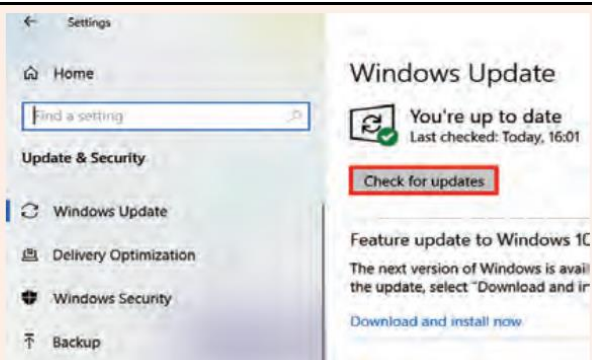 Settings
Home
Find a setting
Update & Security
Windows Update
Delivery Optimization
Windows Security
Backup
Windows Update
You're up to date
Last checked: Today, 16:01
Check for updates
Feature update to Windows 10
The next version of Windows is avail
the update, select "Download and in
Download and install now